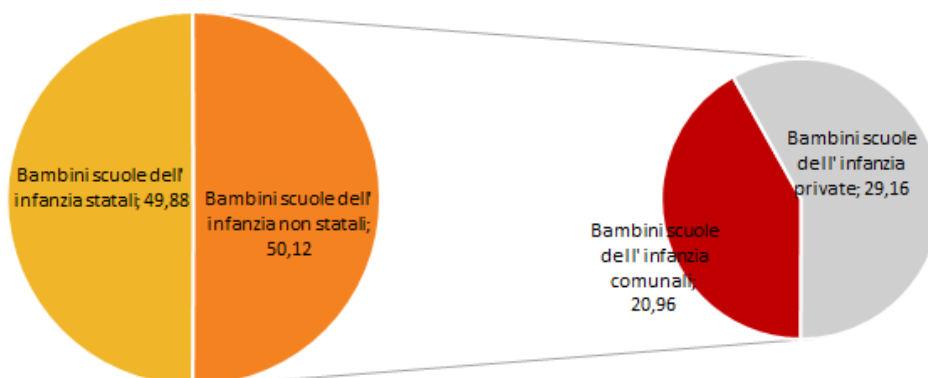 Bambini scuole dell'
infanzia statali; 49,88
Bambini scuole dell'
infanzia non statali;
50,12
Bambini scuole
dell' infanzia
comunali;
20,96
Bambini scuole
dell' infanzia
private; 29,16